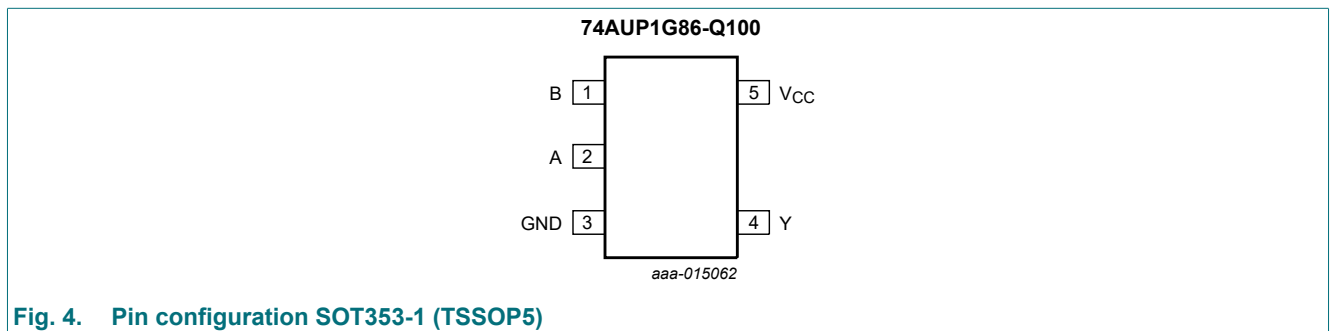 74AUP1G86-Q100
B 1 5 VCC
A 2
GND 3 4 Y
aaa-015062
Fig. 4. Pin configuration SOT353-1 (TSSOP5)